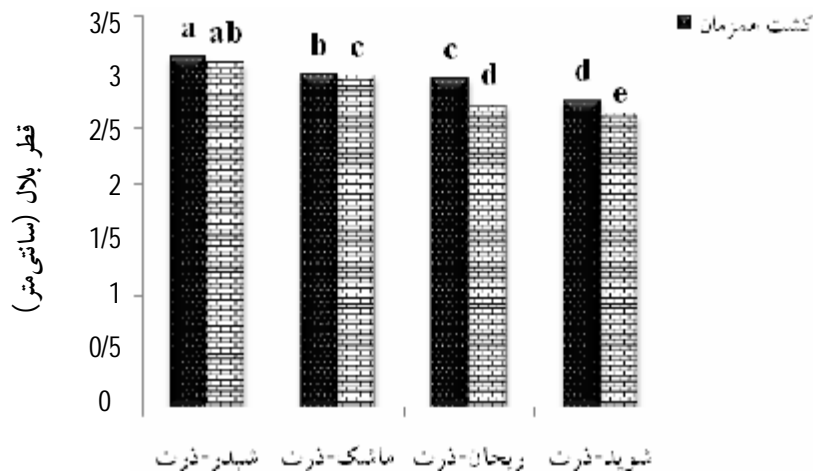 قطر بلال (سانتی‌متر)
3/5
3
2/5
2
1/5
1
0/5
0
a ab b c c d d e
کشت همزمان
شبدر-ذرت ماشک-ذرت ریحان-ذرت شوید-ذرت